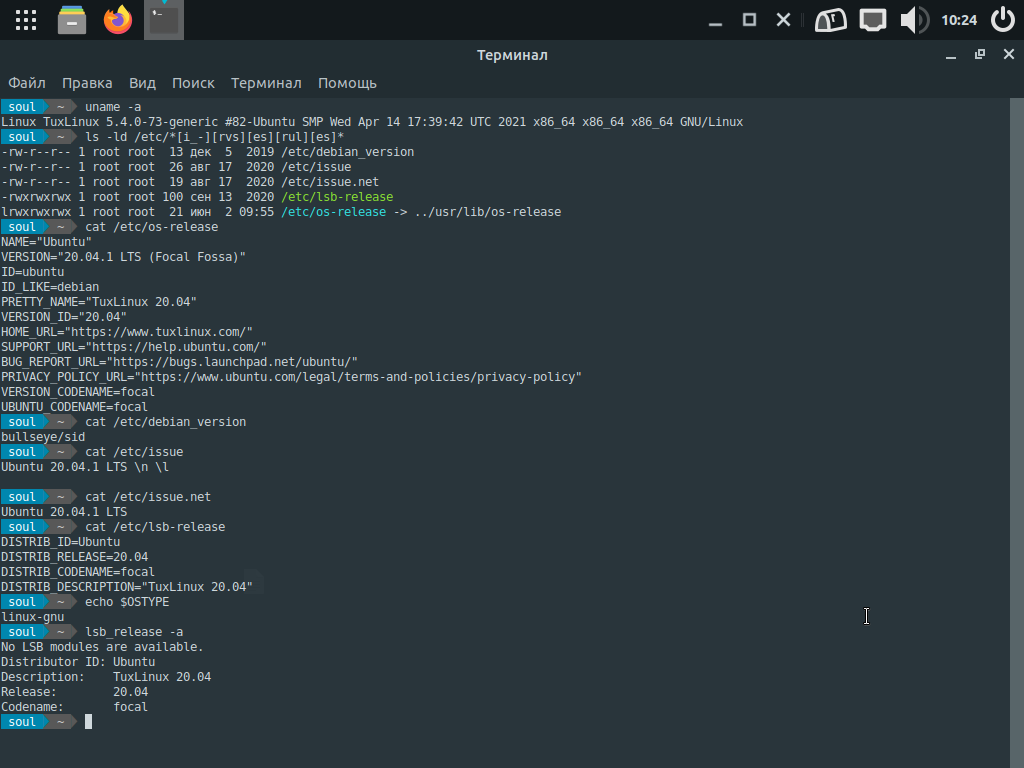 10:24
Терминал
Файл Правка Вид Поиск Терминал Помощь
soul ~ uname -a
Linux TuxLinux 5.4.0-73-generic #82-Ubuntu SMP Wed Apr 14 17:39:42 UTC 2021 x86_64 x86_64 x86_64 GNU/Linux
soul ~ ls -ld /etc/*[i_-][rvs][es][rul][es]*
-rw-r--r-- 1 root root  13 дек  5  2019 /etc/debian_version
-rw-r--r-- 1 root root  26 авг 17  2020 /etc/issue
-rw-r--r-- 1 root root  19 авг 17  2020 /etc/issue.net
-rwxrwxrwx 1 root root 100 сен 13  2020 /etc/lsb-release
lrwxrwxrwx 1 root root  21 июн  2 09:55 /etc/os-release -> ../usr/lib/os-release
soul ~ cat /etc/os-release
NAME="Ubuntu"
VERSION="20.04.1 LTS (Focal Fossa)"
ID=ubuntu
ID_LIKE=debian
PRETTY_NAME="TuxLinux 20.04"
VERSION_ID="20.04"
HOME_URL="https://www.tuxlinux.com/"
SUPPORT_URL="https://help.ubuntu.com/"
BUG_REPORT_URL="https://bugs.launchpad.net/ubuntu/"
PRIVACY_POLICY_URL="https://www.ubuntu.com/legal/terms-and-policies/privacy-policy"
VERSION_CODENAME=focal
UBUNTU_CODENAME=focal
soul ~ cat /etc/debian_version
bullseye/sid
soul ~ cat /etc/issue
Ubuntu 20.04.1 LTS \n \l
soul ~ cat /etc/issue.net
Ubuntu 20.04.1 LTS
soul ~ cat /etc/lsb-release
DISTRIB_ID=Ubuntu
DISTRIB_RELEASE=20.04
DISTRIB_CODENAME=focal
DISTRIB_DESCRIPTION="TuxLinux 20.04"
soul ~ echo $OSTYPE
linux-gnu
soul ~ lsb_release -a
No LSB modules are available.
Distributor ID: Ubuntu
Description:    TuxLinux 20.04
Release:        20.04
Codename:       focal
soul ~